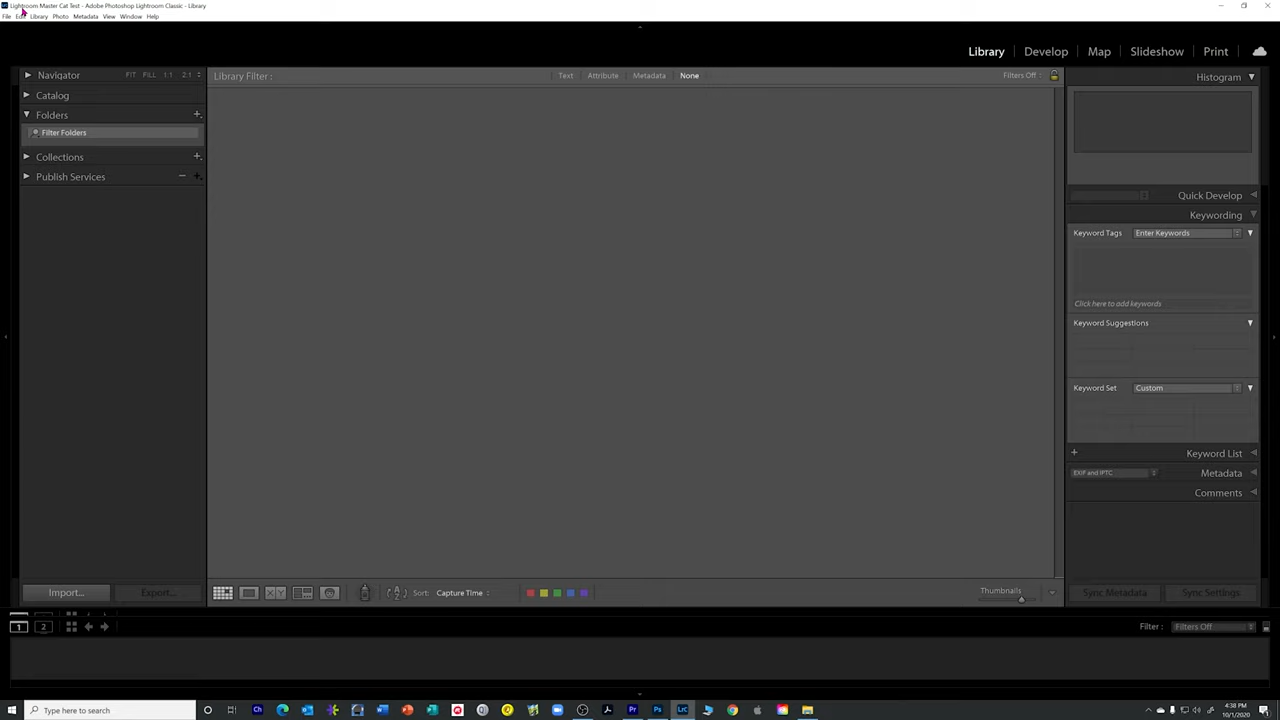 Lightroom Master Cat Test - Adobe Photoshop Lightroom Classic - Library
File Edit Library Photo Metadata View Window Help
Library Develop Map Slideshow Print
Navigator FIT FILL 1:1 2:1
Library Filter : Text Attribute Metadata None Filters Off
Histogram
Catalog
Folders
Filter Folders
Collections
Publish Services
Quick Develop
Keywording
Keyword Tags Enter Keywords
Click here to add keywords
Keyword Suggestions
Keyword Set Custom
Keyword List
EXIF and IPTC Metadata
Comments
Import... Export...
Sort: Capture Time
Thumbnails
Sync Metadata Sync Settings
1 2
Filter : Filters Off
Type here to search
Ch
Pr
Ps
LrC
4:38 PM
10/1/2020